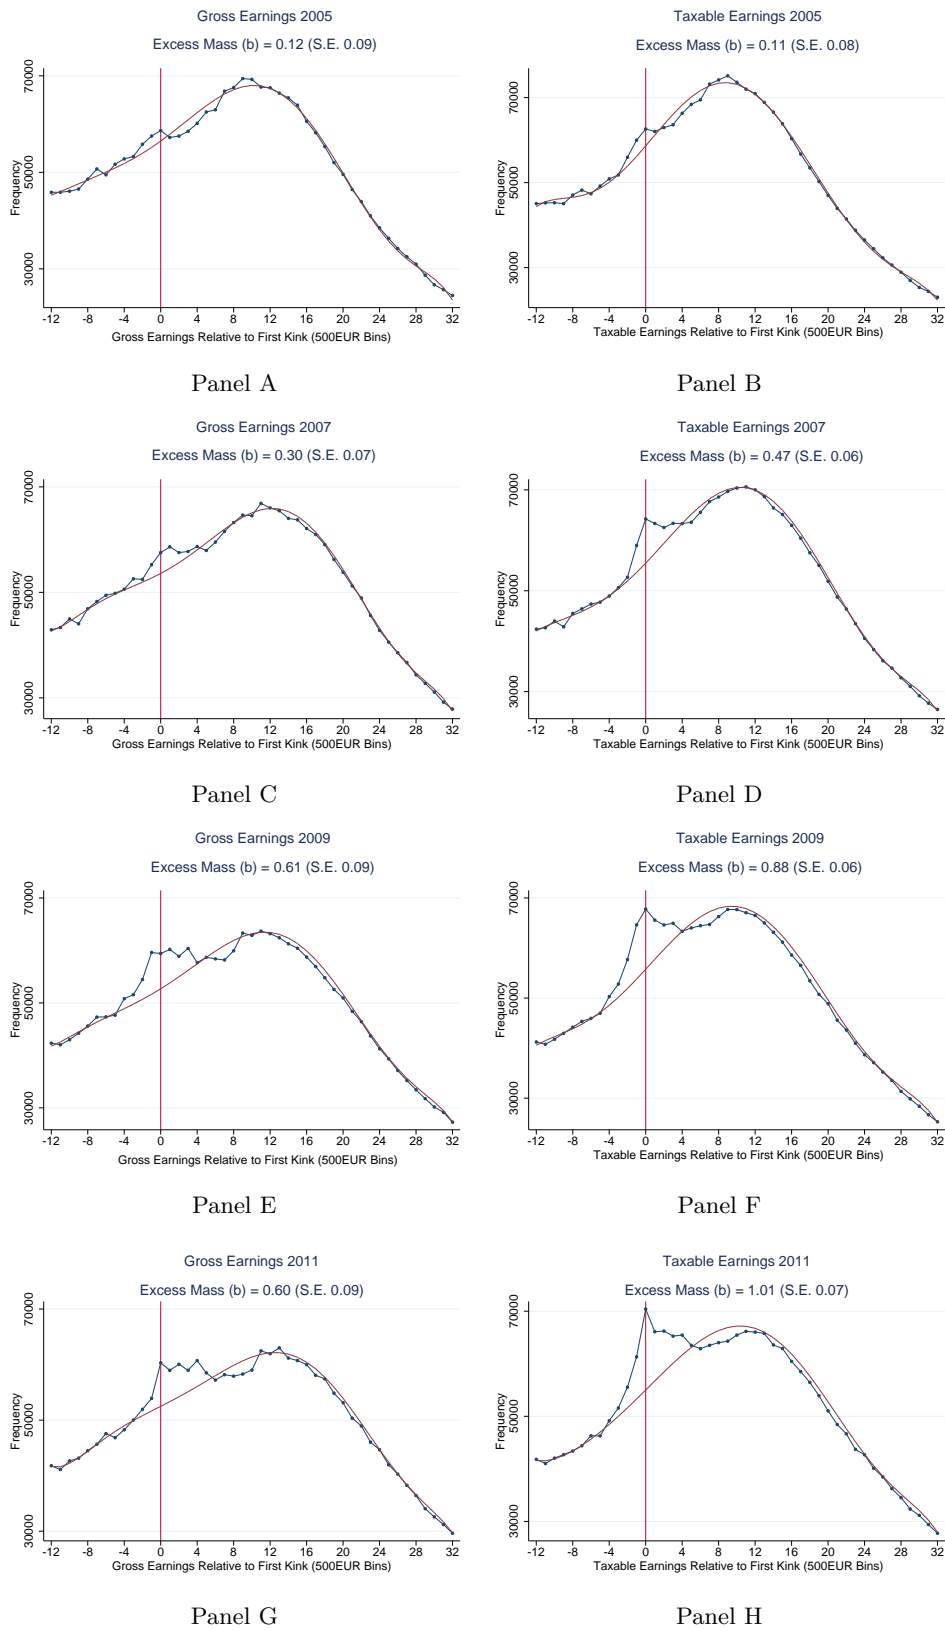 Gross Earnings 2005
Excess Mass (b) = 0.12 (S.E. 0.09)
70000
50000
30000
Frequency
-12 -8 -4 0 4 8 12 16 20 24 28 32
Gross Earnings Relative to First Kink (500EUR Bins)
Panel A
Taxable Earnings 2005
Excess Mass (b) = 0.11 (S.E. 0.08)
70000
50000
30000
Frequency
-12 -8 -4 0 4 8 12 16 20 24 28 32
Taxable Earnings Relative to First Kink (500EUR Bins)
Panel B
Gross Earnings 2007
Excess Mass (b) = 0.30 (S.E. 0.07)
70000
50000
30000
Frequency
-12 -8 -4 0 4 8 12 16 20 24 28 32
Gross Earnings Relative to First Kink (500EUR Bins)
Panel C
Taxable Earnings 2007
Excess Mass (b) = 0.47 (S.E. 0.06)
70000
50000
30000
Frequency
-12 -8 -4 0 4 8 12 16 20 24 28 32
Taxable Earnings Relative to First Kink (500EUR Bins)
Panel D
Gross Earnings 2009
Excess Mass (b) = 0.61 (S.E. 0.09)
70000
50000
30000
Frequency
-12 -8 -4 0 4 8 12 16 20 24 28 32
Gross Earnings Relative to First Kink (500EUR Bins)
Panel E
Taxable Earnings 2009
Excess Mass (b) = 0.88 (S.E. 0.06)
70000
50000
30000
Frequency
-12 -8 -4 0 4 8 12 16 20 24 28 32
Taxable Earnings Relative to First Kink (500EUR Bins)
Panel F
Gross Earnings 2011
Excess Mass (b) = 0.60 (S.E. 0.09)
70000
50000
30000
Frequency
-12 -8 -4 0 4 8 12 16 20 24 28 32
Gross Earnings Relative to First Kink (500EUR Bins)
Panel G
Taxable Earnings 2011
Excess Mass (b) = 1.01 (S.E. 0.07)
70000
50000
30000
Frequency
-12 -8 -4 0 4 8 12 16 20 24 28 32
Taxable Earnings Relative to First Kink (500EUR Bins)
Panel H